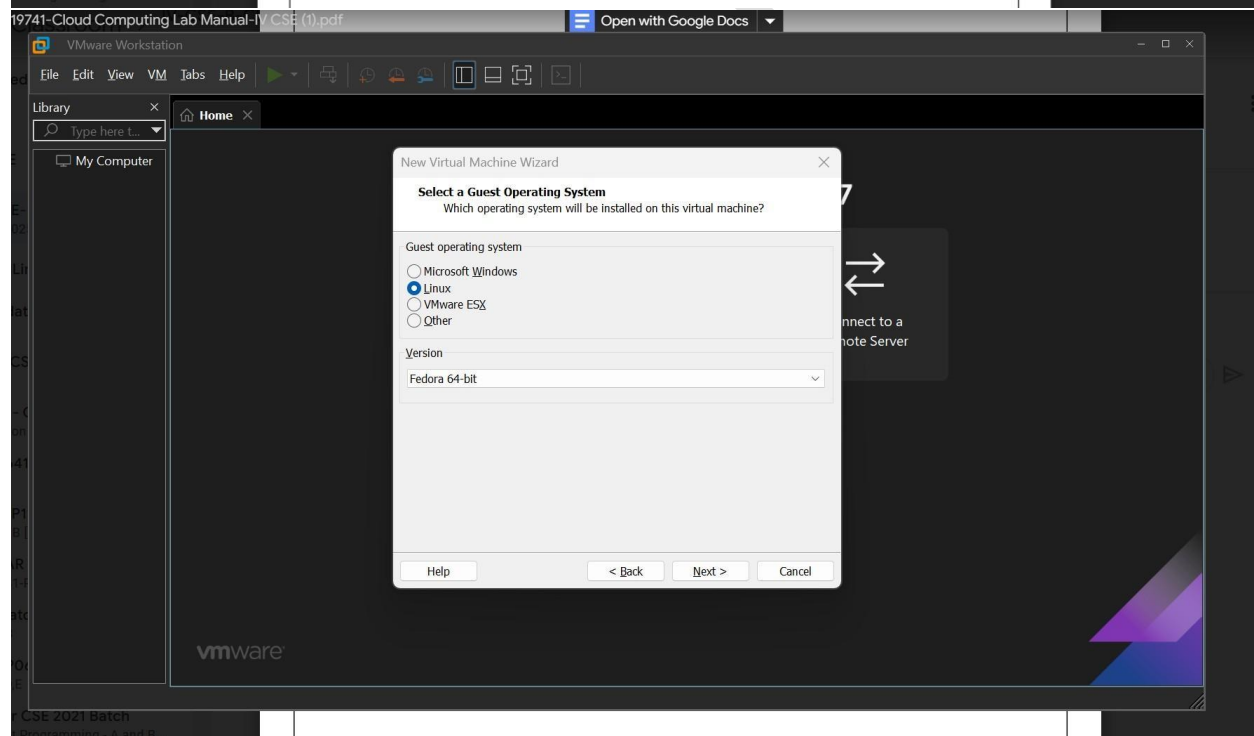 19741-Cloud Computing Lab Manual-IV CSE (1).pdf
Open with Google Docs
VMware Workstation
File Edit View VM Tabs Help
Library
Home
Type here t...
My Computer
New Virtual Machine Wizard
Select a Guest Operating System
Which operating system will be installed on this virtual machine?
7
Guest operating system
Microsoft Windows
Linux
VMware ESX
Other
nnect to a
note Server
Version
Fedora 64-bit
Help
< Back
Next >
Cancel
vmware
CSE 2021 Batch